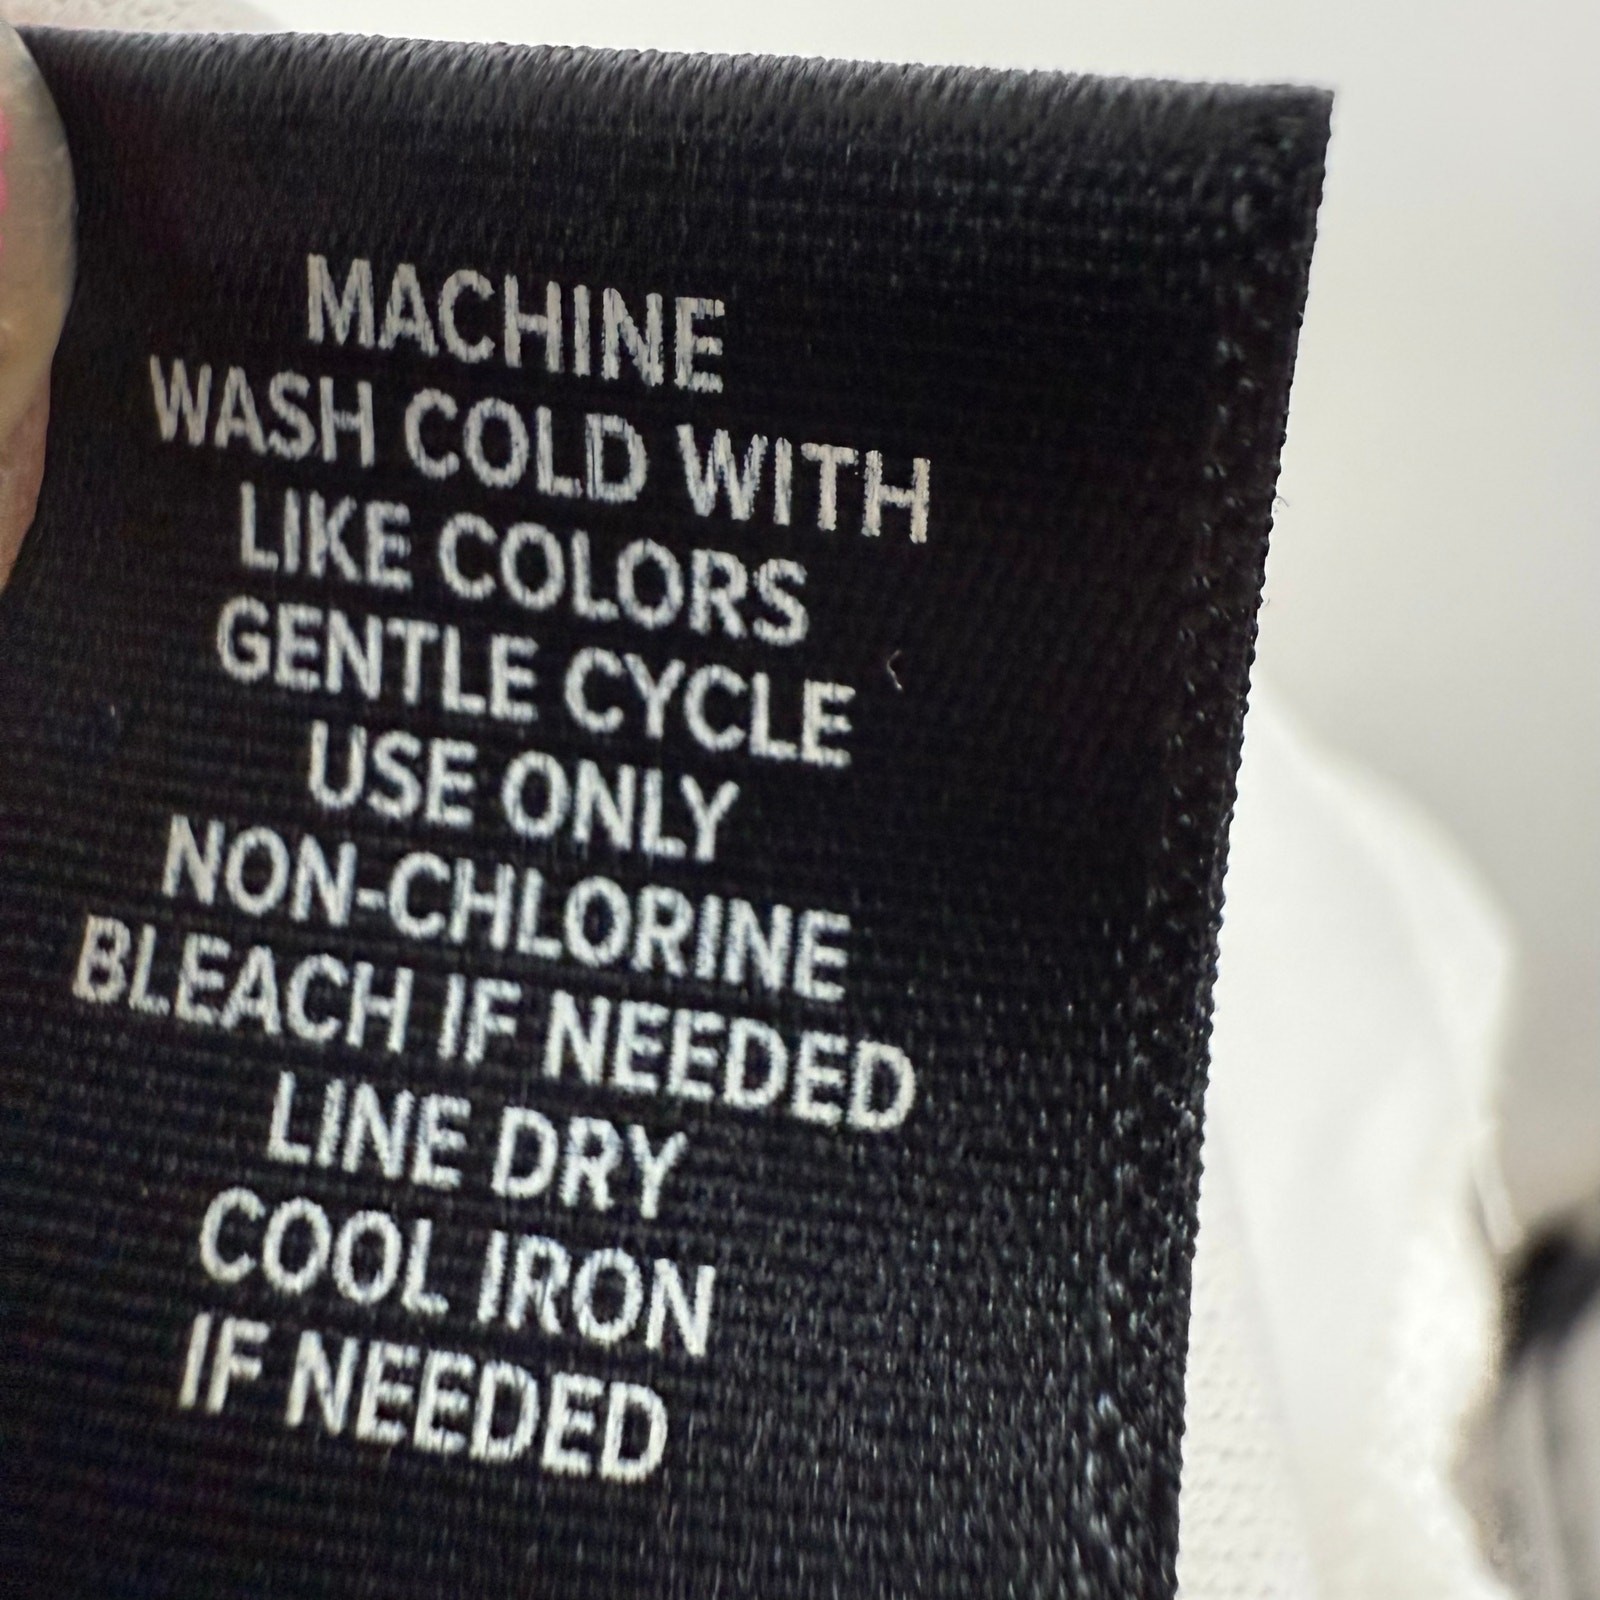 MACHINE
WASH COLD WITH
LIKE COLORS
GENTLE CYCLE
USE ONLY
NON-CHLORINE
BLEACH IF NEEDED
LINE DRY
COOL IRON
IF NEEDED